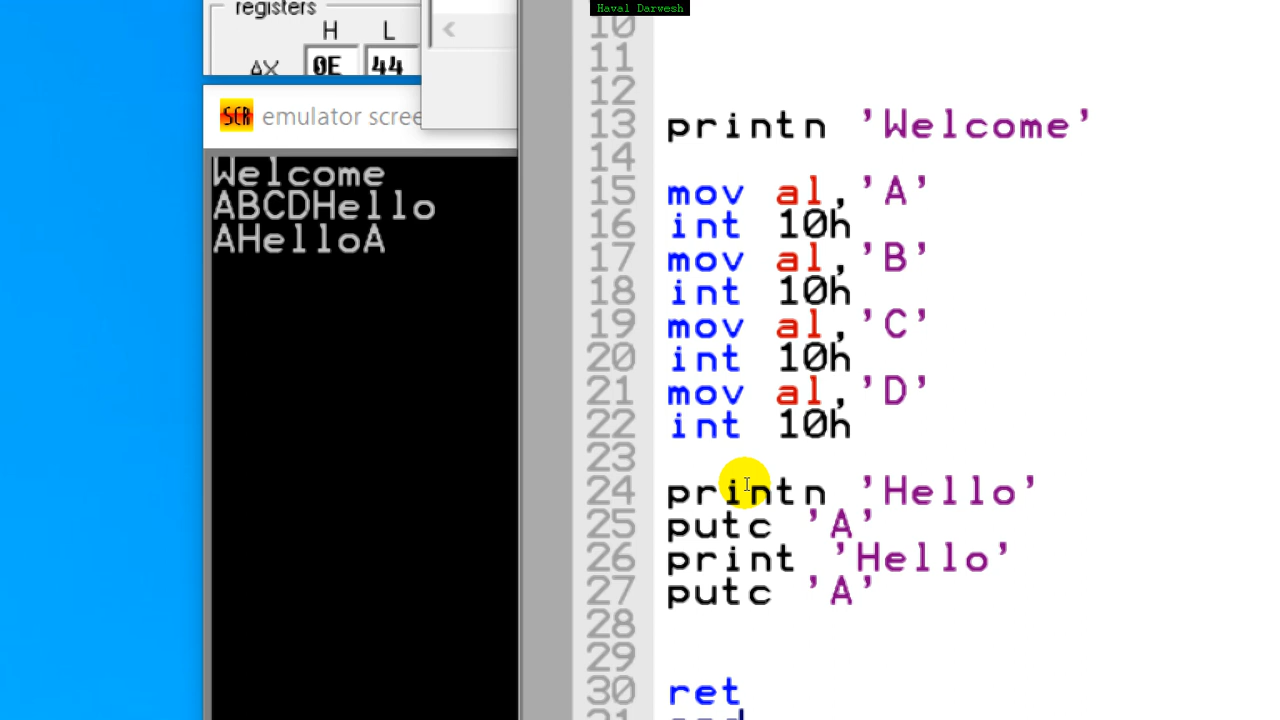 Haval Darwesh
registers
H L
AX 0E 44
emulator scree
Welcome
ABCDHello
AHelloA
10
11
12
13 printn 'Welcome'
14
15 mov al,'A'
16 int 10h
17 mov al,'B'
18 int 10h
19 mov al,'C'
20 int 10h
21 mov al,'D'
22 int 10h
23
24 printn 'Hello'
25 putc 'A'
26 print 'Hello'
27 putc 'A'
28
29
30 ret